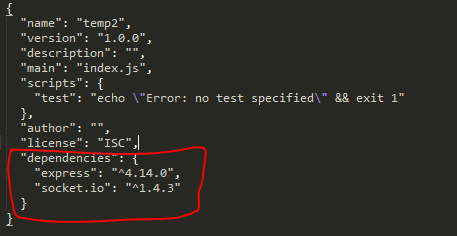 {
"name": "temp2",
"version": "1.0.0",
"description": "",
"main": "index.js",
"scripts": {
"test": "echo \"Error: no test specified\" && exit 1"
},
"author": "",
"license": "ISC",
"dependencies": {
"express": "^4.14.0",
"socket.io": "^1.4.3"
}
}